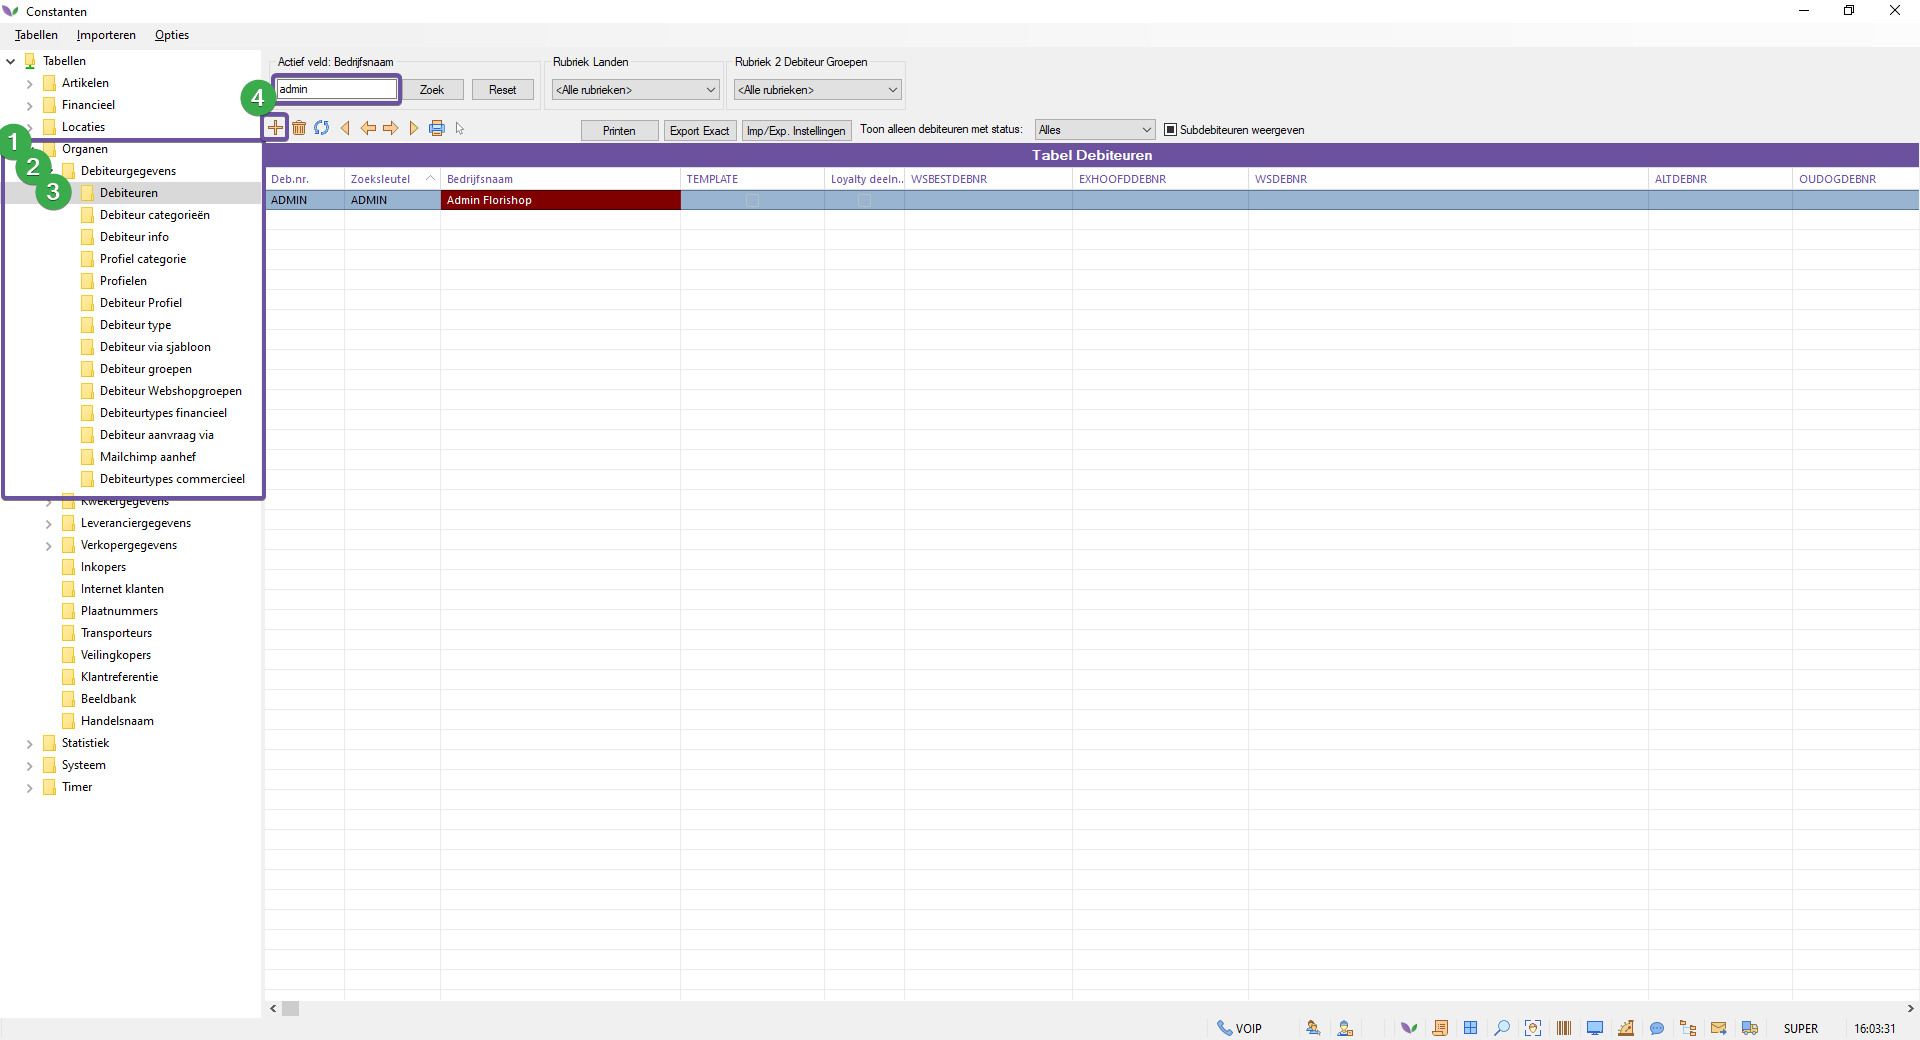 Constanten
Tabellen Importeren Opties
Tabellen
Artikelen
Financieel
Locaties
1
Organen
2
Debiteurgegevens
3
Debiteuren
Debiteur categorieën
Debiteur info
Profiel categorie
Profielen
Debiteur Profiel
Debiteur type
Debiteur via sjabloon
Debiteur groepen
Debiteur Webshopgroepen
Debiteurtypes financieel
Debiteur aanvraag via
Mailchimp aanhef
Debiteurtypes commercieel
Kwekergegevens
Leveranciergegevens
Verkopergegevens
Inkopers
Internet klanten
Plaatnummers
Transporteurs
Veilingkopers
Klantreferentie
Beeldbank
Handelsnaam
Statistiek
Systeem
Timer
Actief veld: Bedrijfsnaam Rubriek Landen Rubriek 2 Debiteur Groepen
4 admin Zoek Reset <Alle rubrieken> <Alle rubrieken>
Printen Export Exact Imp/Exp. Instellingen Toon alleen debiteuren met status: Alles Subdebiteuren weergeven
Tabel Debiteuren
Deb.nr. Zoeksleutel Bedrijfsnaam TEMPLATE Loyalty deeln.. WSBESTDEBNR EXHOOFDDEBNR WSDEBNR ALTDEBNR OUDOGDEBNR
ADMIN ADMIN Admin Florishop
VOIP SUPER 16:03:31